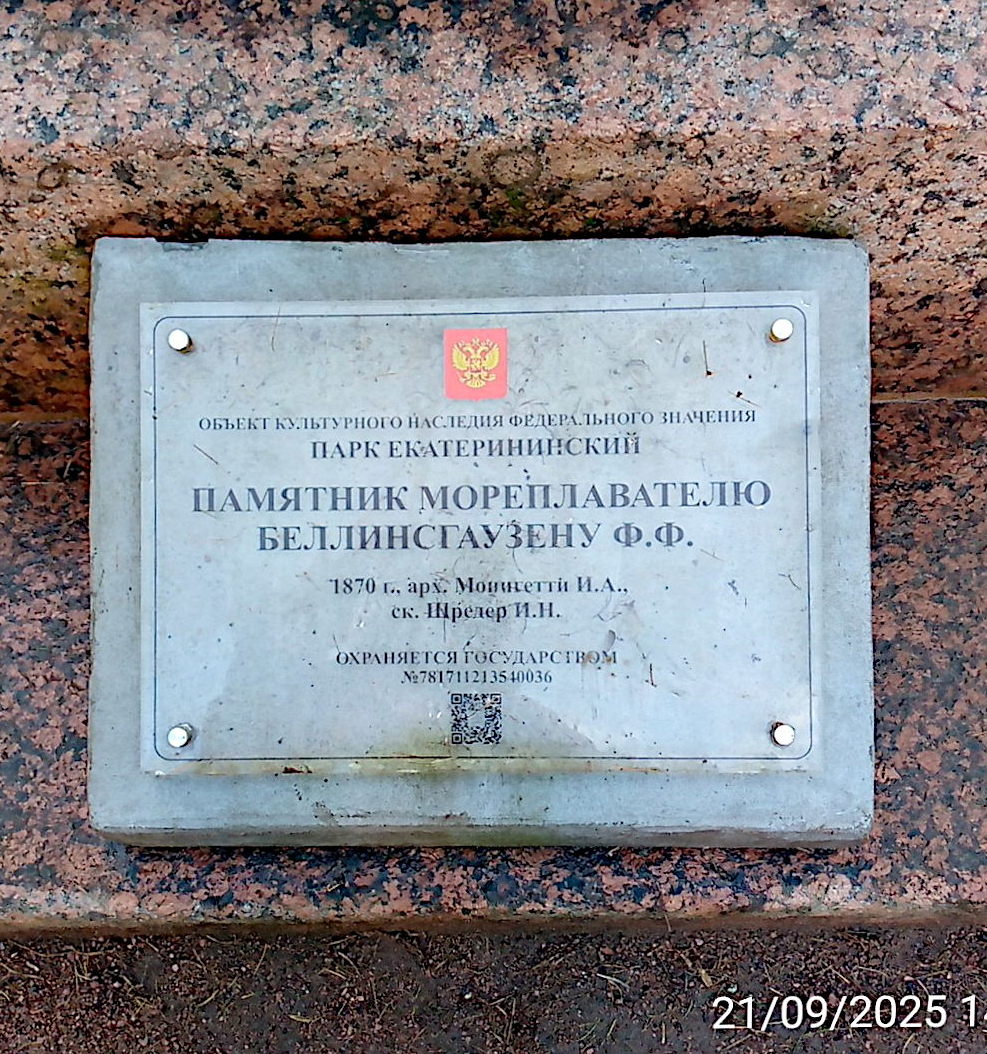 ОБЪЕКТ КУЛЬТУРНОГО НАСЛЕДИЯ ФЕДЕРАЛЬНОГО ЗНАЧЕНИЯ
ПАРК ЕКАТЕРИНИНСКИЙ
ПАМЯТНИК МОРЕПЛАВАТЕЛЮ
БЕЛЛИНСГАУЗЕНУ Ф.Ф.
1870 г., арх. Монигетти И.А.,
ск. Шредер И.Н.
ОХРАНЯЕТСЯ ГОСУДАРСТВОМ
№781711213540036
21/09/2025 14